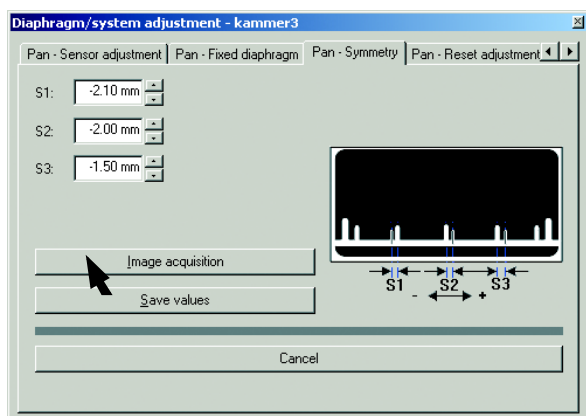 Diaphragm/system adjustment - kammer3
Pan - Sensor adjustment Pan - Fixed diaphragm Pan - Symmetry Pan - Reset adjustment
S1: -2.10 mm
S2: -2.00 mm
S3: -1.50 mm
Image acquisition
S1 S2 S3
- +
Save values
Cancel